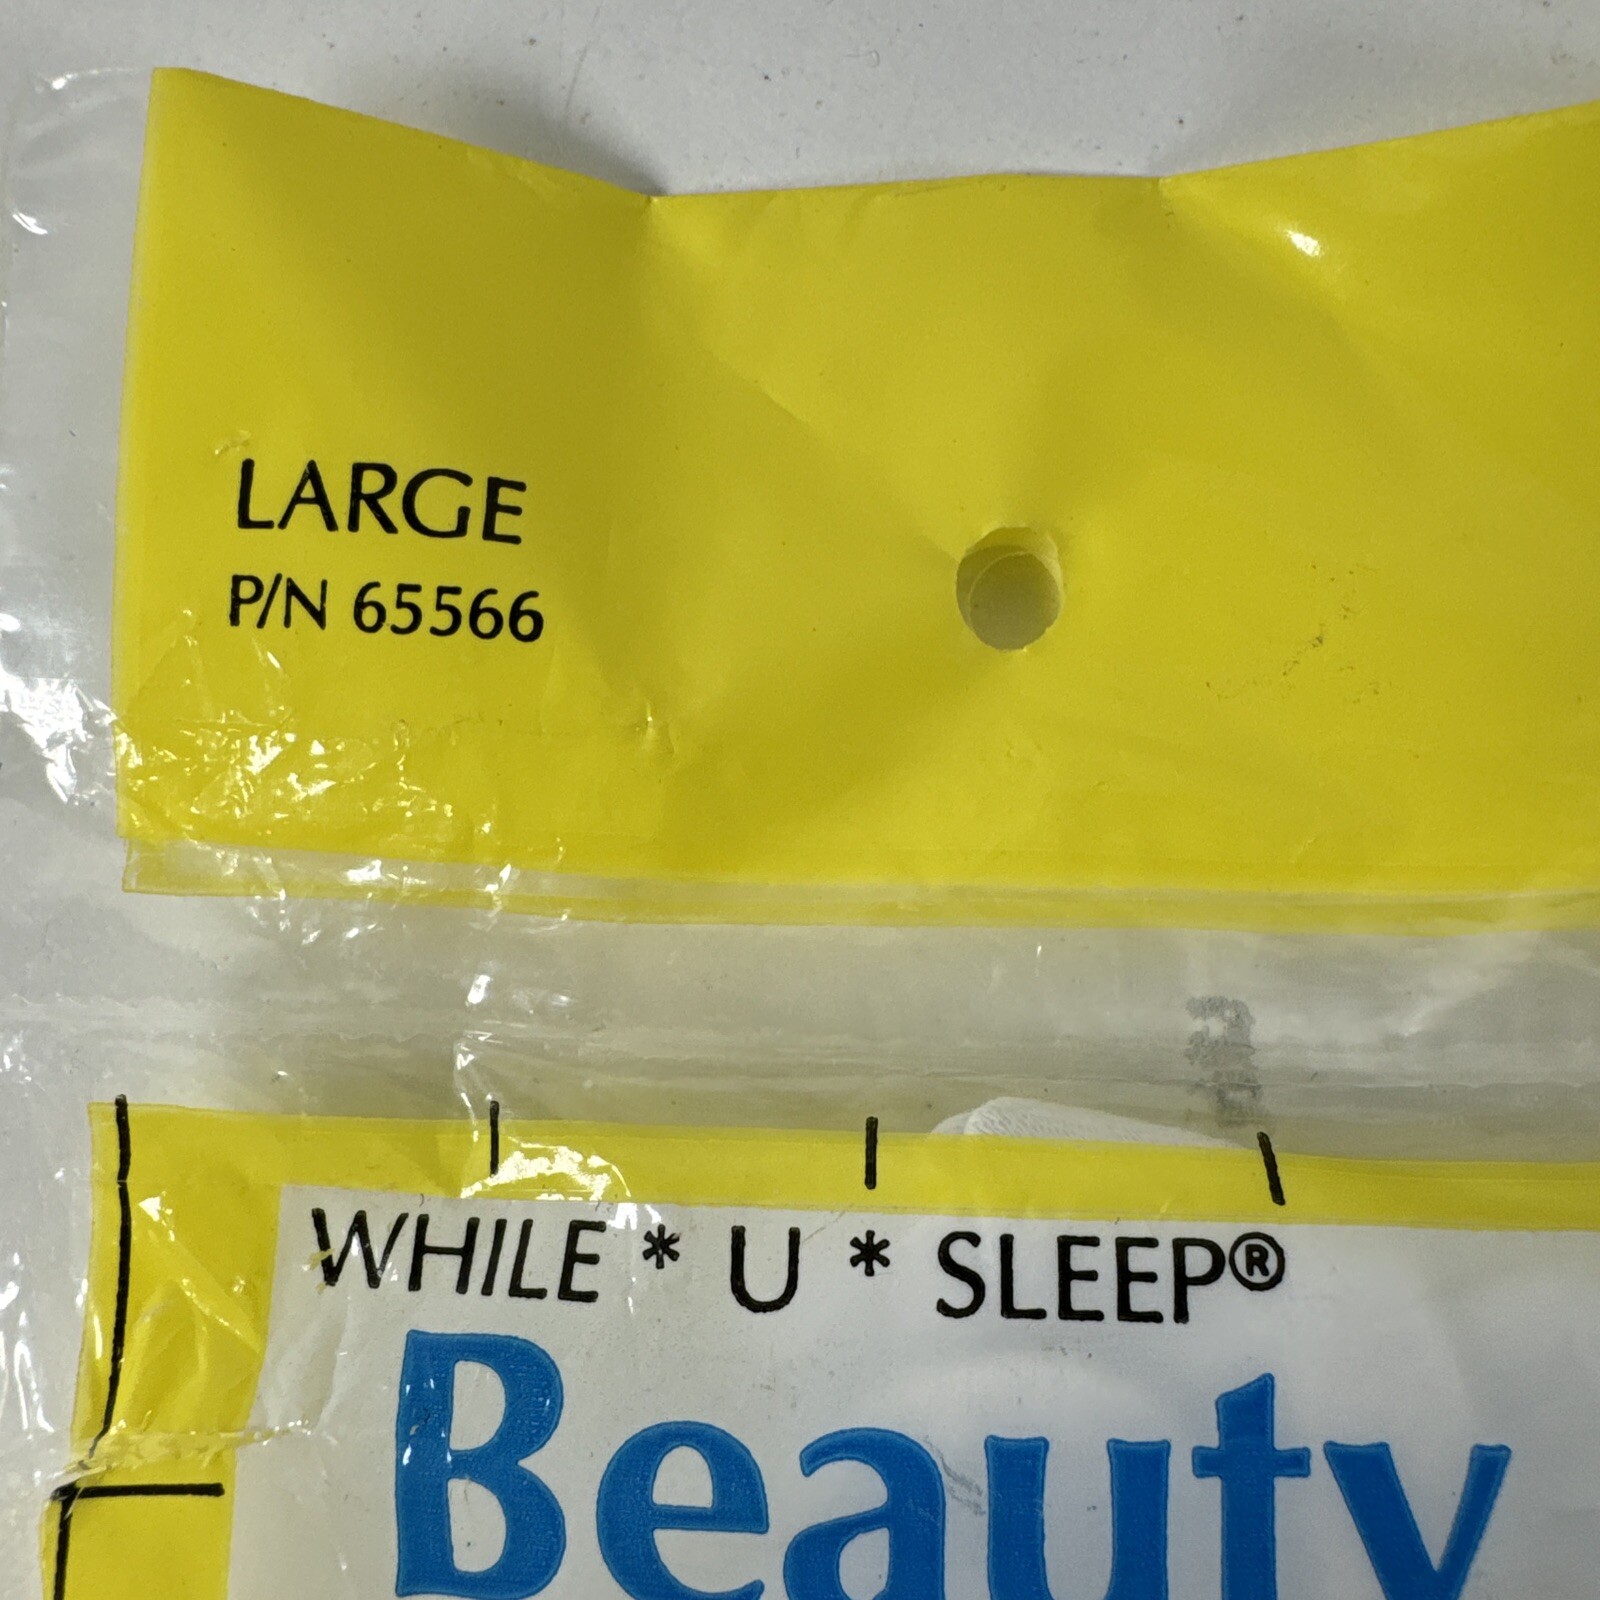 LARGE
P/N 65566
WHILE * U * SLEEP®
Beauty